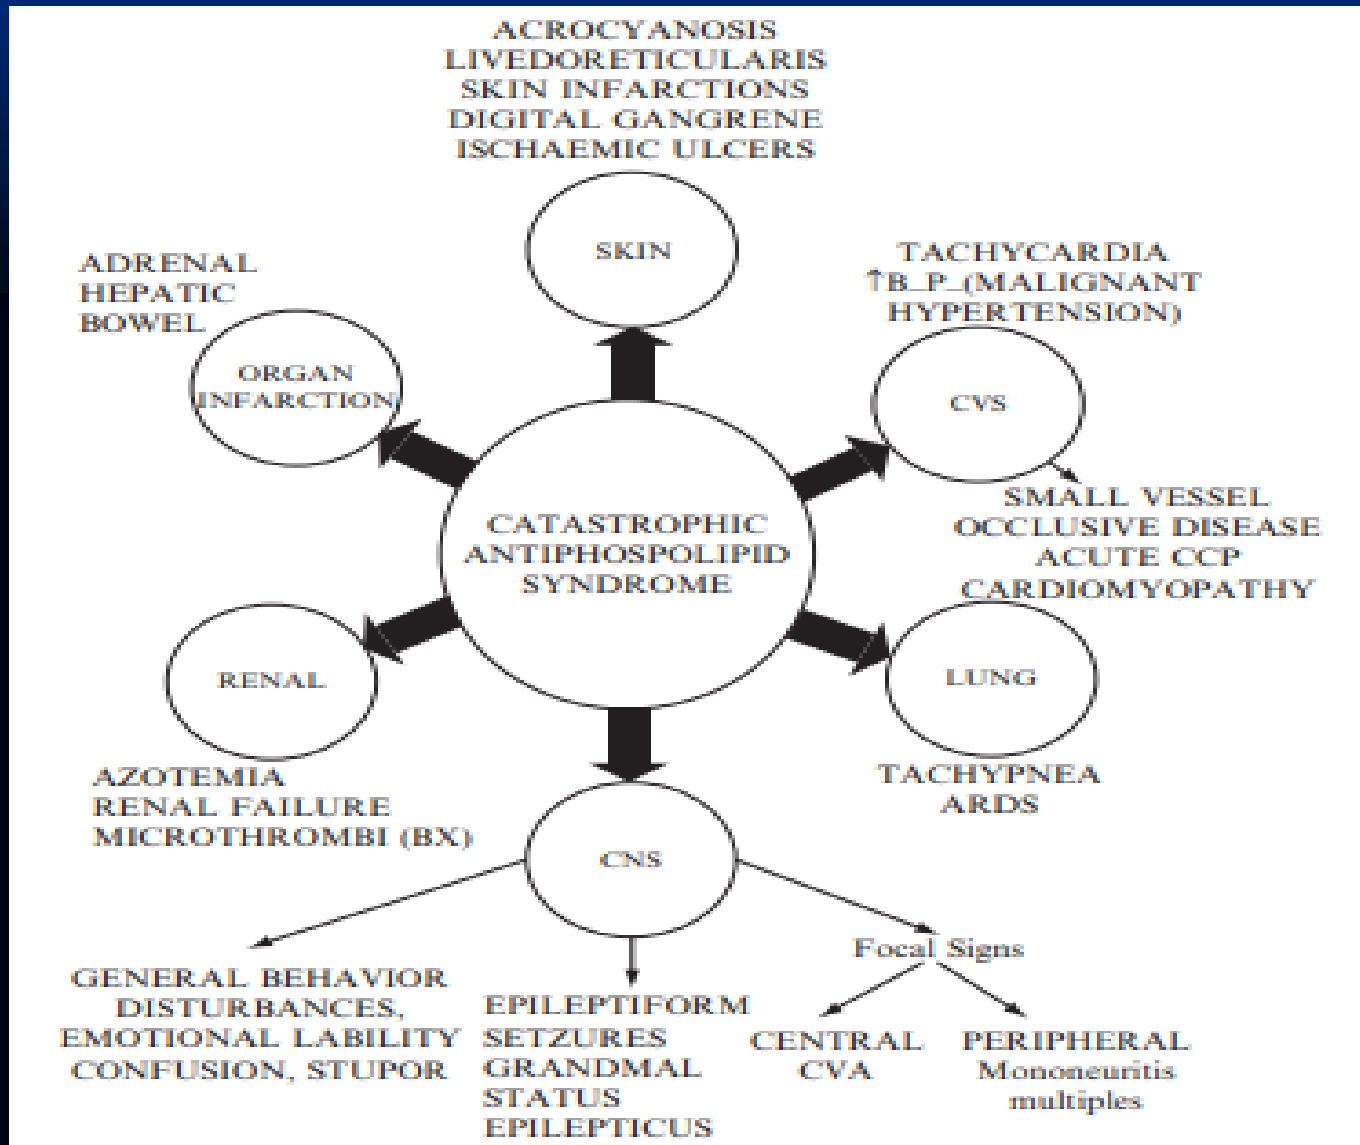 ACROCYANOSIS
LIVEDORETICULARIS
SKIN INFARCTIONS
DIGITAL GANGRENE
ISCHAEMIC ULCERS
SKIN
ADRENAL
HEPATIC
BOWEL
ORGAN
INFARCTION
TACHYCARDIA
↑B_P_(MALIGNANT
HYPERTENSION)
CVS
SMALL VESSEL
OCCLUSIVE DISEASE
ACUTE CCP
CARDIOMYOPATHY
CATASTROPHIC
ANTIPHOSPOLIPID
SYNDROME
RENAL
AZOTEMIA
RENAL FAILURE
MICROTHROMBI (BX)
LUNG
TACHYPNEA
ARDS
CNS
GENERAL BEHAVIOR
DISTURBANCES,
EMOTIONAL LABILITY
CONFUSION, STUPOR
EPILEPTIFORM
SETZURES
GRANDMAL
STATUS
EPILEPTICUS
Focal Signs
CENTRAL
CVA
PERIPHERAL
Mononeuritis
multiples